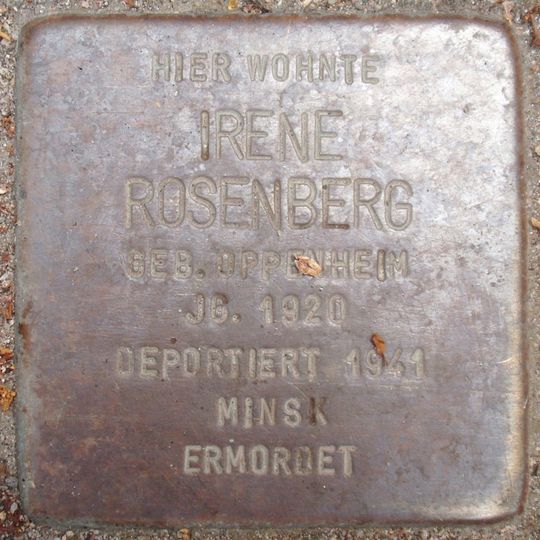 HIER WOHNTE
IRENE
ROSENBERG
GEB. OPPENHEIM
JG. 1920
DEPORTIERT 1941
MINSK
ERMORDET